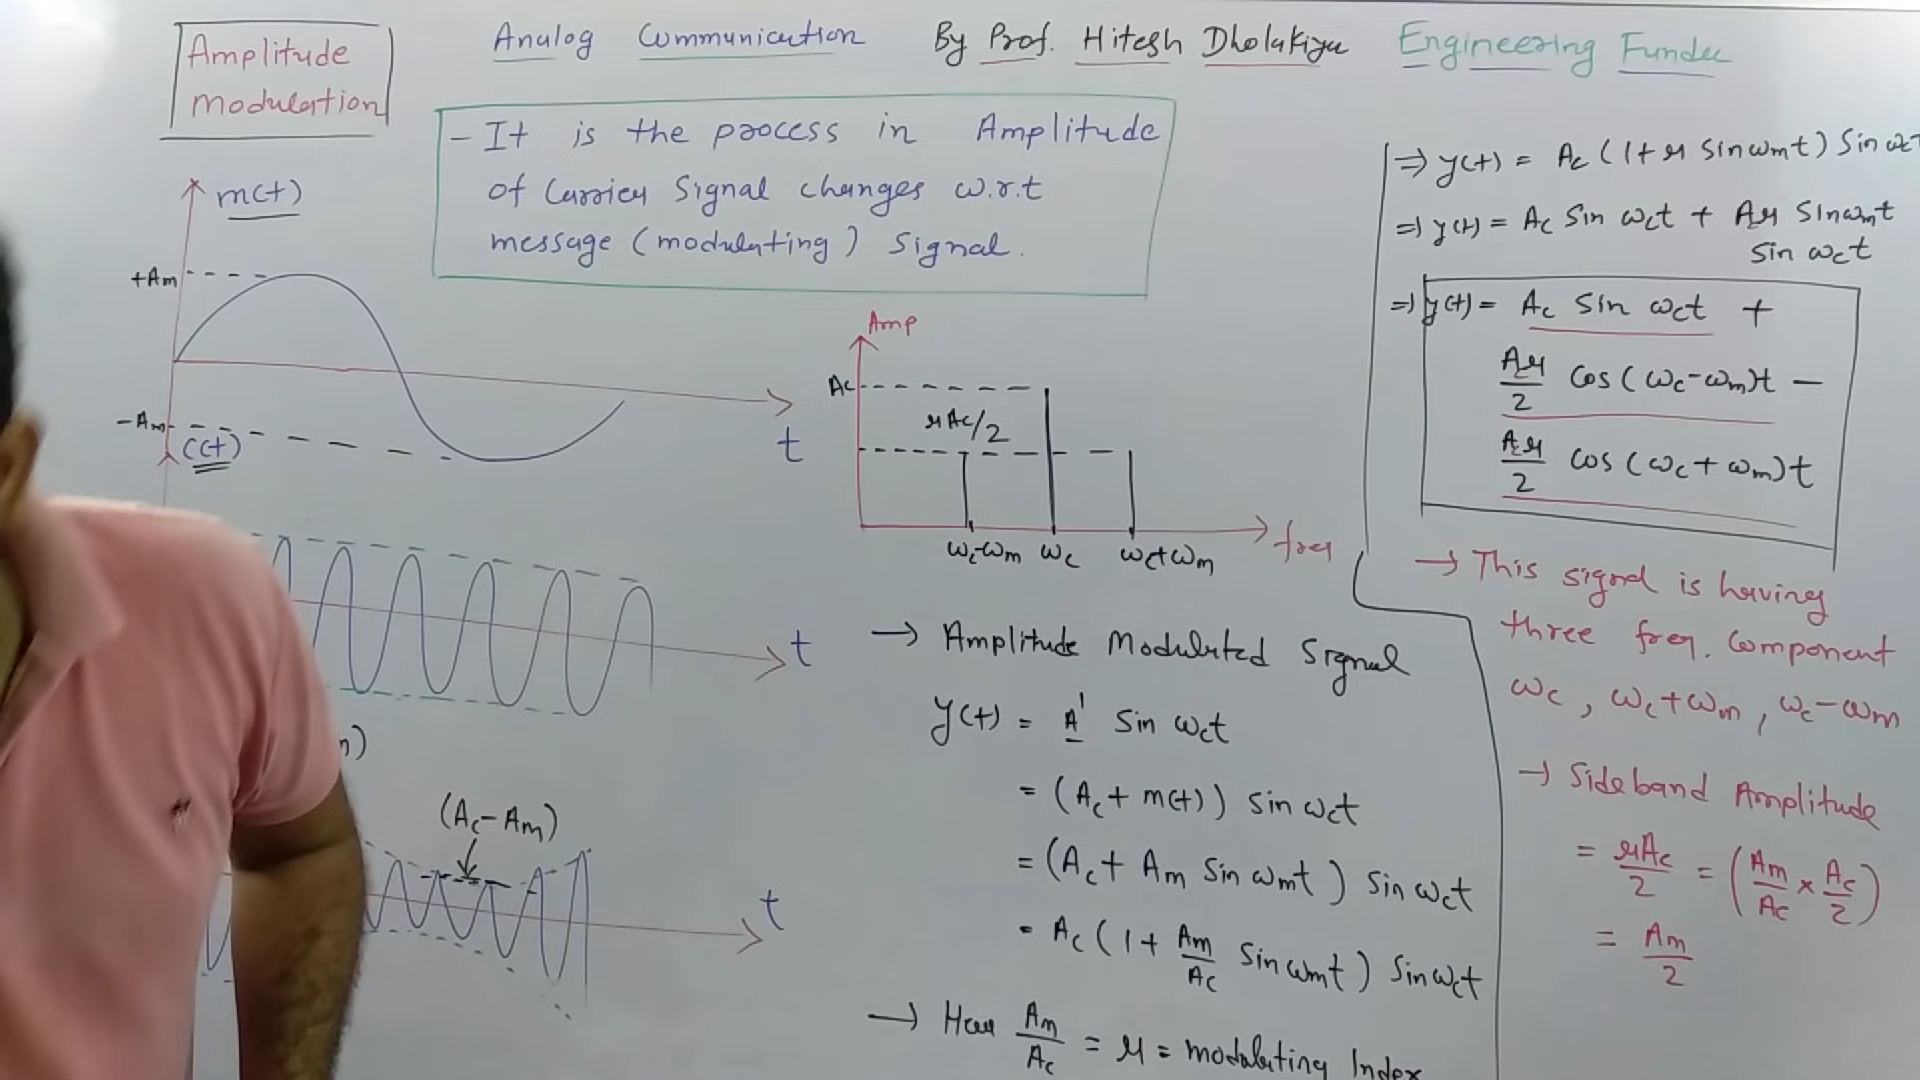 Amplitude
modulation
Analog Communication By Prof. Hitesh Dholakiya Engineering Funda
- It is the process in Amplitude
of Carrier Signal changes w.r.t
message (modulating) Signal.
m(t)
+Am
-Am
t
c(t)
t
(Ac-Am)
t
Amp
Ac
μAc/2
ωc-ωm ωc ωc+ωm
freq
→ Amplitude Modulated Signal
y(t) = A' Sin ωct
= (Ac + m(t)) sin ωct
= (Ac + Am Sin ωmt) Sin ωct
= Ac (1 + Am/Ac Sin ωmt) Sin ωct
→ Here Am/Ac = μ = modulating Index
⇒ y(t) = Ac (1+μ Sin ωmt) Sin ωct
⇒ y(t) = Ac Sin ωct + Acμ Sin ωmt
Sin ωct
⇒ y(t) = Ac Sin ωct +
Acμ/2 Cos (ωc-ωm)t -
Acμ/2 Cos (ωc+ωm)t
→ This signal is having
three freq. Component
ωc, ωc+ωm, ωc-ωm
→ Sideband Amplitude
= μAc/2 = (Am/Ac × Ac/2)
= Am/2